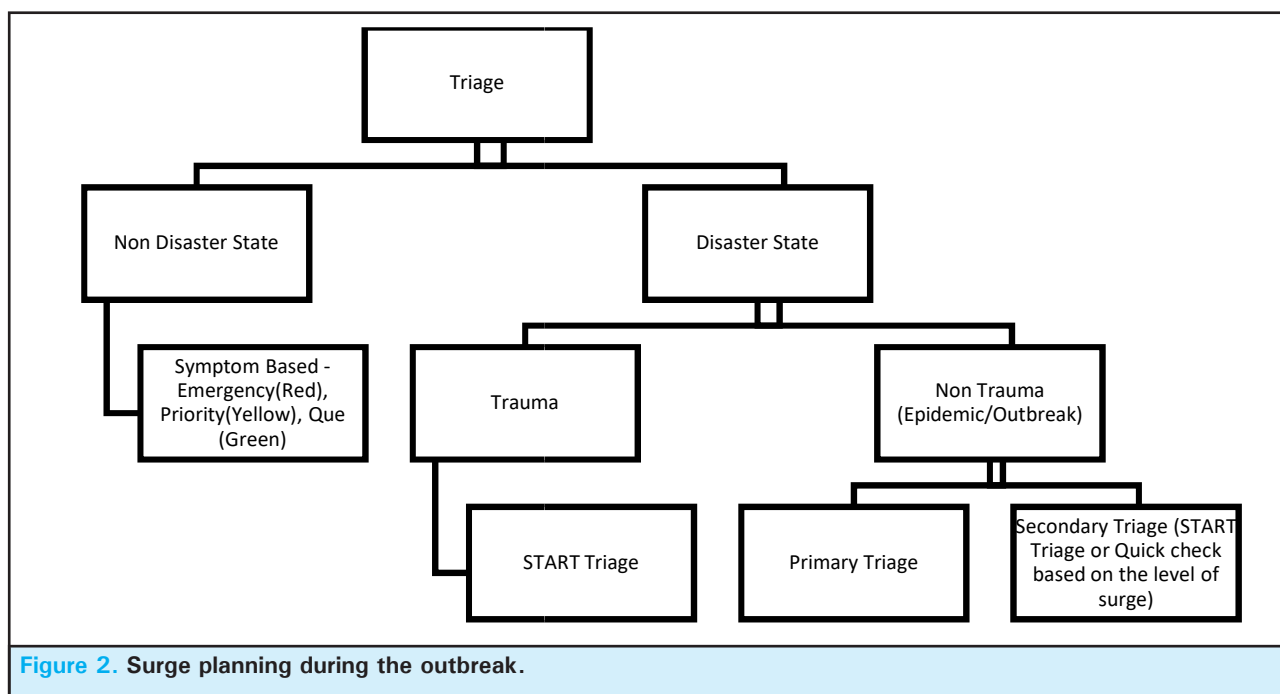 Triage
Non Disaster State
Disaster State
Symptom Based -
Emergency(Red),
Priority(Yellow), Que
(Green)
Trauma
Non Trauma
(Epidemic/Outbreak)
START Triage
Primary Triage
Secondary Triage (START
Triage or Quick check
based on the level of
surge)
Figure 2. Surge planning during the outbreak.